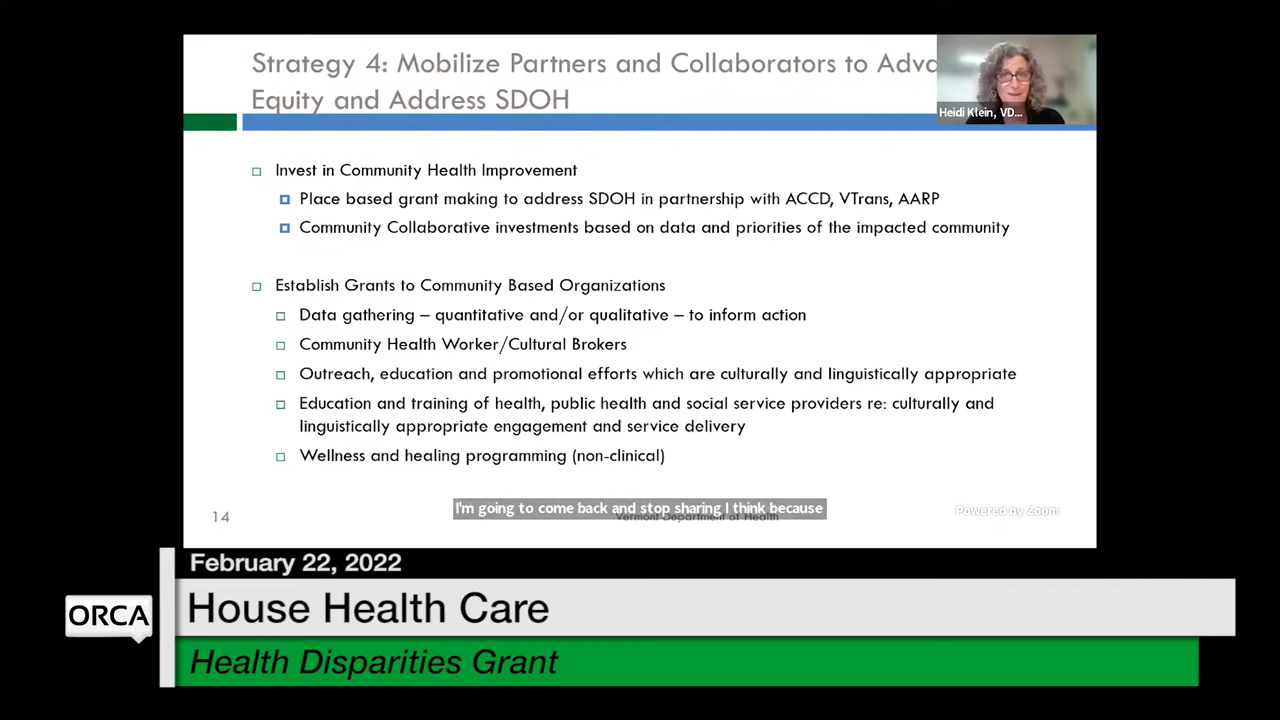 Strategy 4: Mobilize Partners and Collaborators to Adva
Equity and Address SDOH
Heidi Klein, VD...
Invest in Community Health Improvement
Place based grant making to address SDOH in partnership with ACCD, VTrans, AARP
Community Collaborative investments based on data and priorities of the impacted community
Establish Grants to Community Based Organizations
Data gathering – quantitative and/or qualitative – to inform action
Community Health Worker/Cultural Brokers
Outreach, education and promotional efforts which are culturally and linguistically appropriate
Education and training of health, public health and social service providers re: culturally and
linguistically appropriate engagement and service delivery
Wellness and healing programming (non-clinical)
I'm going to come back and stop sharing I think because
14
Vermont Department of Health
Powered by Zoom
February 22, 2022
ORCA
House Health Care
Health Disparities Grant